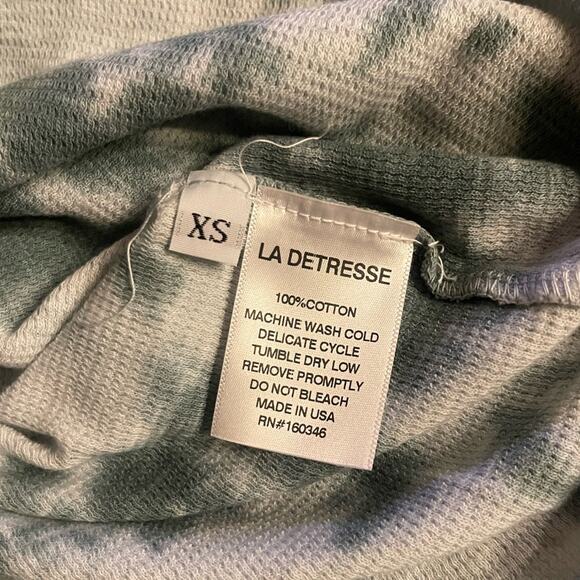 XS
LA DETRESSE
100%COTTON
MACHINE WASH COLD
DELICATE CYCLE
TUMBLE DRY LOW
REMOVE PROMPTLY
DO NOT BLEACH
MADE IN USA
RN#160346